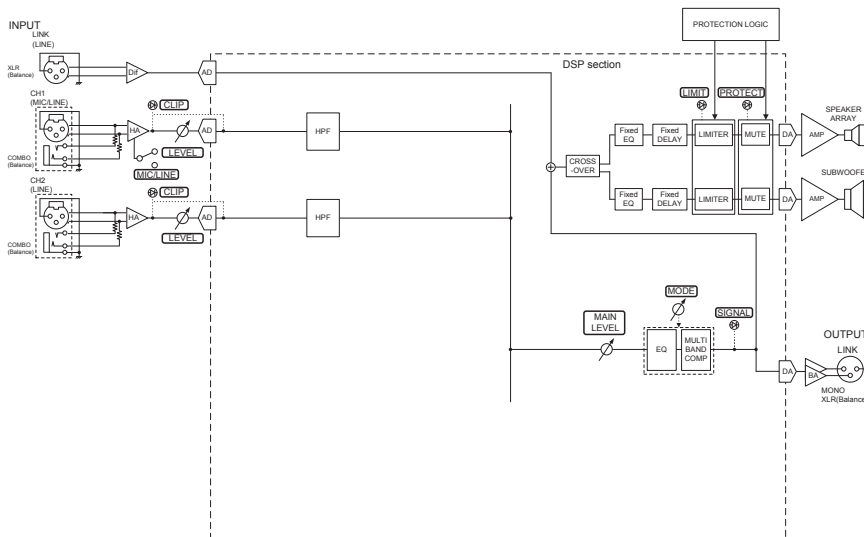 PROTECTION LOGIC
INPUT
LINK
(LINE)
XLR
(Balance)
Dif
AD
DSP section
CH1
(MIC/LINE)
COMBO
(Balance)
HA
CLIP
LEVEL
MIC/LINE
AD
HPF
CH2
(LINE)
COMBO
(Balance)
HA
CLIP
LEVEL
AD
HPF
CROSS
-OVER
Fixed
EQ
Fixed
DELAY
LIMIT
LIMITER
PROTECT
MUTE
DA
AMP
SPEAKER
ARRAY
Fixed
EQ
Fixed
DELAY
LIMITER
MUTE
DA
AMP
SUBWOOFE
MAIN
LEVEL
MODE
EQ
MULTI
BAND
COMP
SIGNAL
DA
BA
OUTPUT
LINK
MONO
XLR(Balance